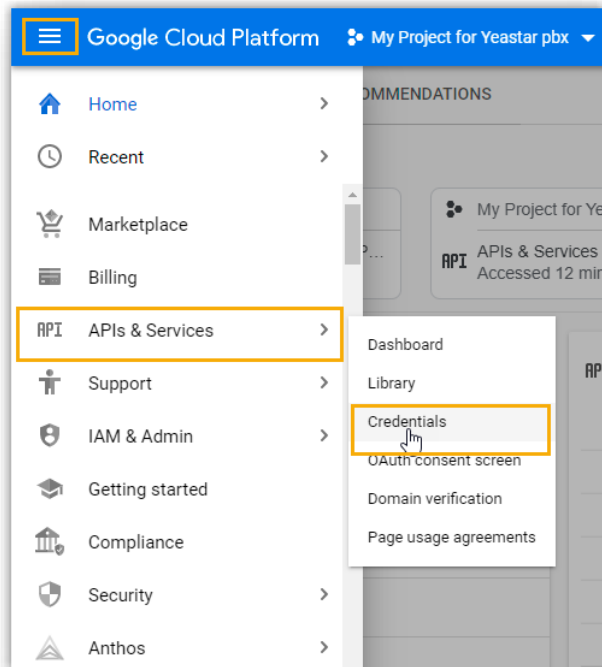 Google Cloud Platform My Project for Yeastar pbx
OMMENDATIONS
Home
Recent
Marketplace
Billing
API APIs & Services
Support
IAM & Admin
Getting started
Compliance
Security
Anthos
Dashboard
Library
Credentials
OAuth consent screen
Domain verification
Page usage agreements
My Project for Ye
P...
API APIs & Services
Accessed 12 min
AP